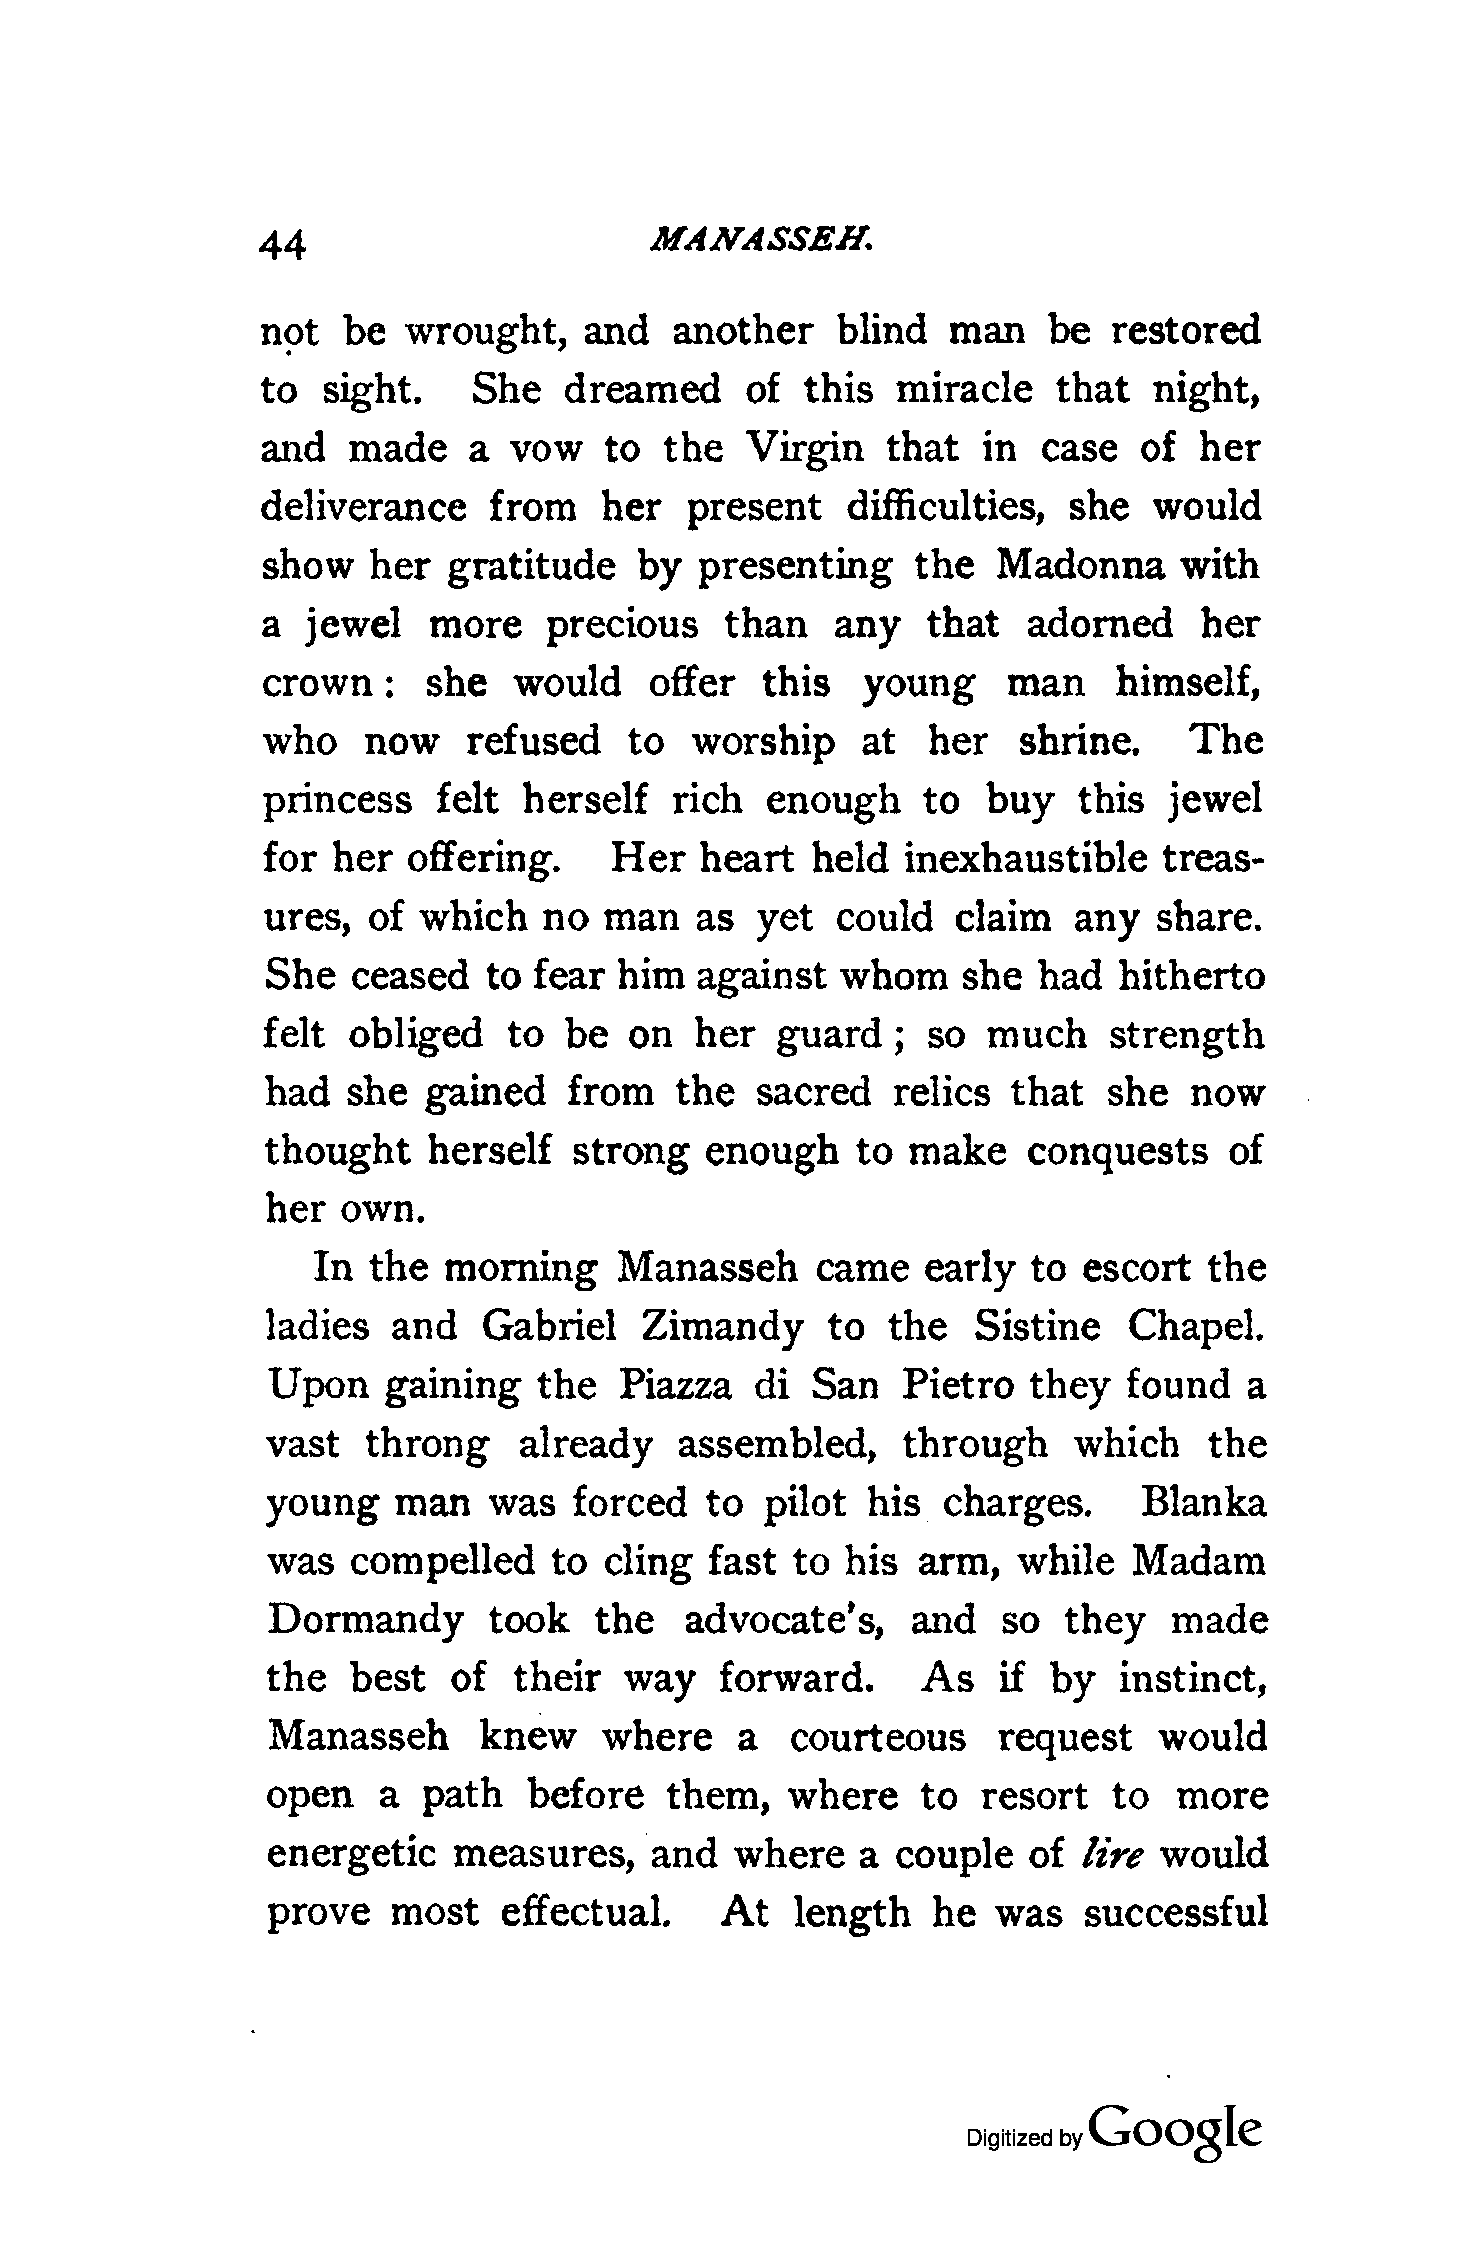 44 MANASSEH.
not be wrought, and another blind man be restored
to sight. She dreamed of this miracle that night,
and made a vow to the Virgin that in case of her
deliverance from her present difficulties, she would
show her gratitude by presenting the Madonna with
a jewel more precious than any that adorned her
crown : she would offer this young man himself,
who now refused to worship at her shrine. The
princess felt herself rich enough to buy this jewel
for her offering. Her heart held inexhaustible treas-
ures, of which no man as yet could claim any share.
She ceased to fear him against whom she had hitherto
felt obliged to be on her guard ; so much strength
had she gained from the sacred relics that she now
thought herself strong enough to make conquests of
her own.
In the morning Manasseh came early to escort the
ladies and Gabriel Zimandy to the Sistine Chapel.
Upon gaining the Piazza di San Pietro they found a
vast throng already assembled, through which the
young man was forced to pilot his charges. Blanka
was compelled to cling fast to his arm, while Madam
Dormandy took the advocate's, and so they made
the best of their way forward. As if by instinct,
Manasseh knew where a courteous request would
open a path before them, where to resort to more
energetic measures, and where a couple of lire would
prove most effectual. At length he was successful
Digitized by Google